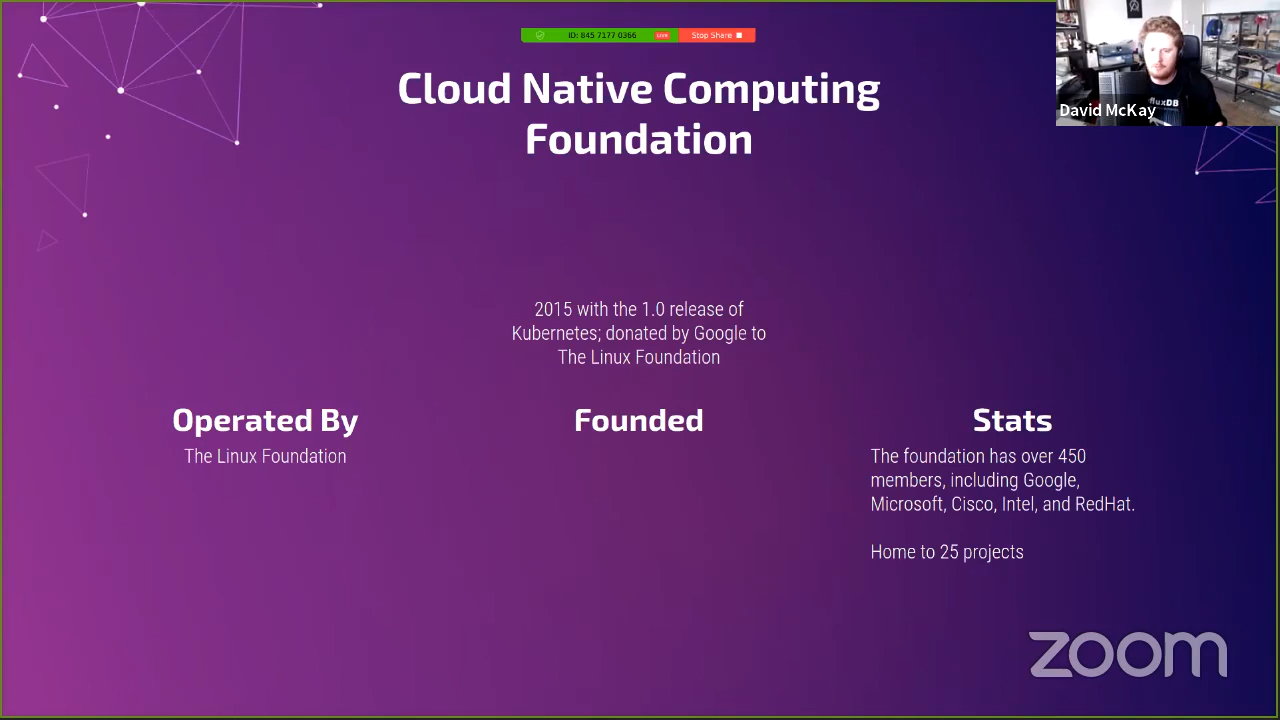 ID: 845 7177 0366 LIVE Stop Share
Cloud Native Computing
Foundation
fluxDB
David McKay
2015 with the 1.0 release of
Kubernetes; donated by Google to
The Linux Foundation
Operated By
The Linux Foundation
Founded
Stats
The foundation has over 450
members, including Google,
Microsoft, Cisco, Intel, and RedHat.
Home to 25 projects
zoom